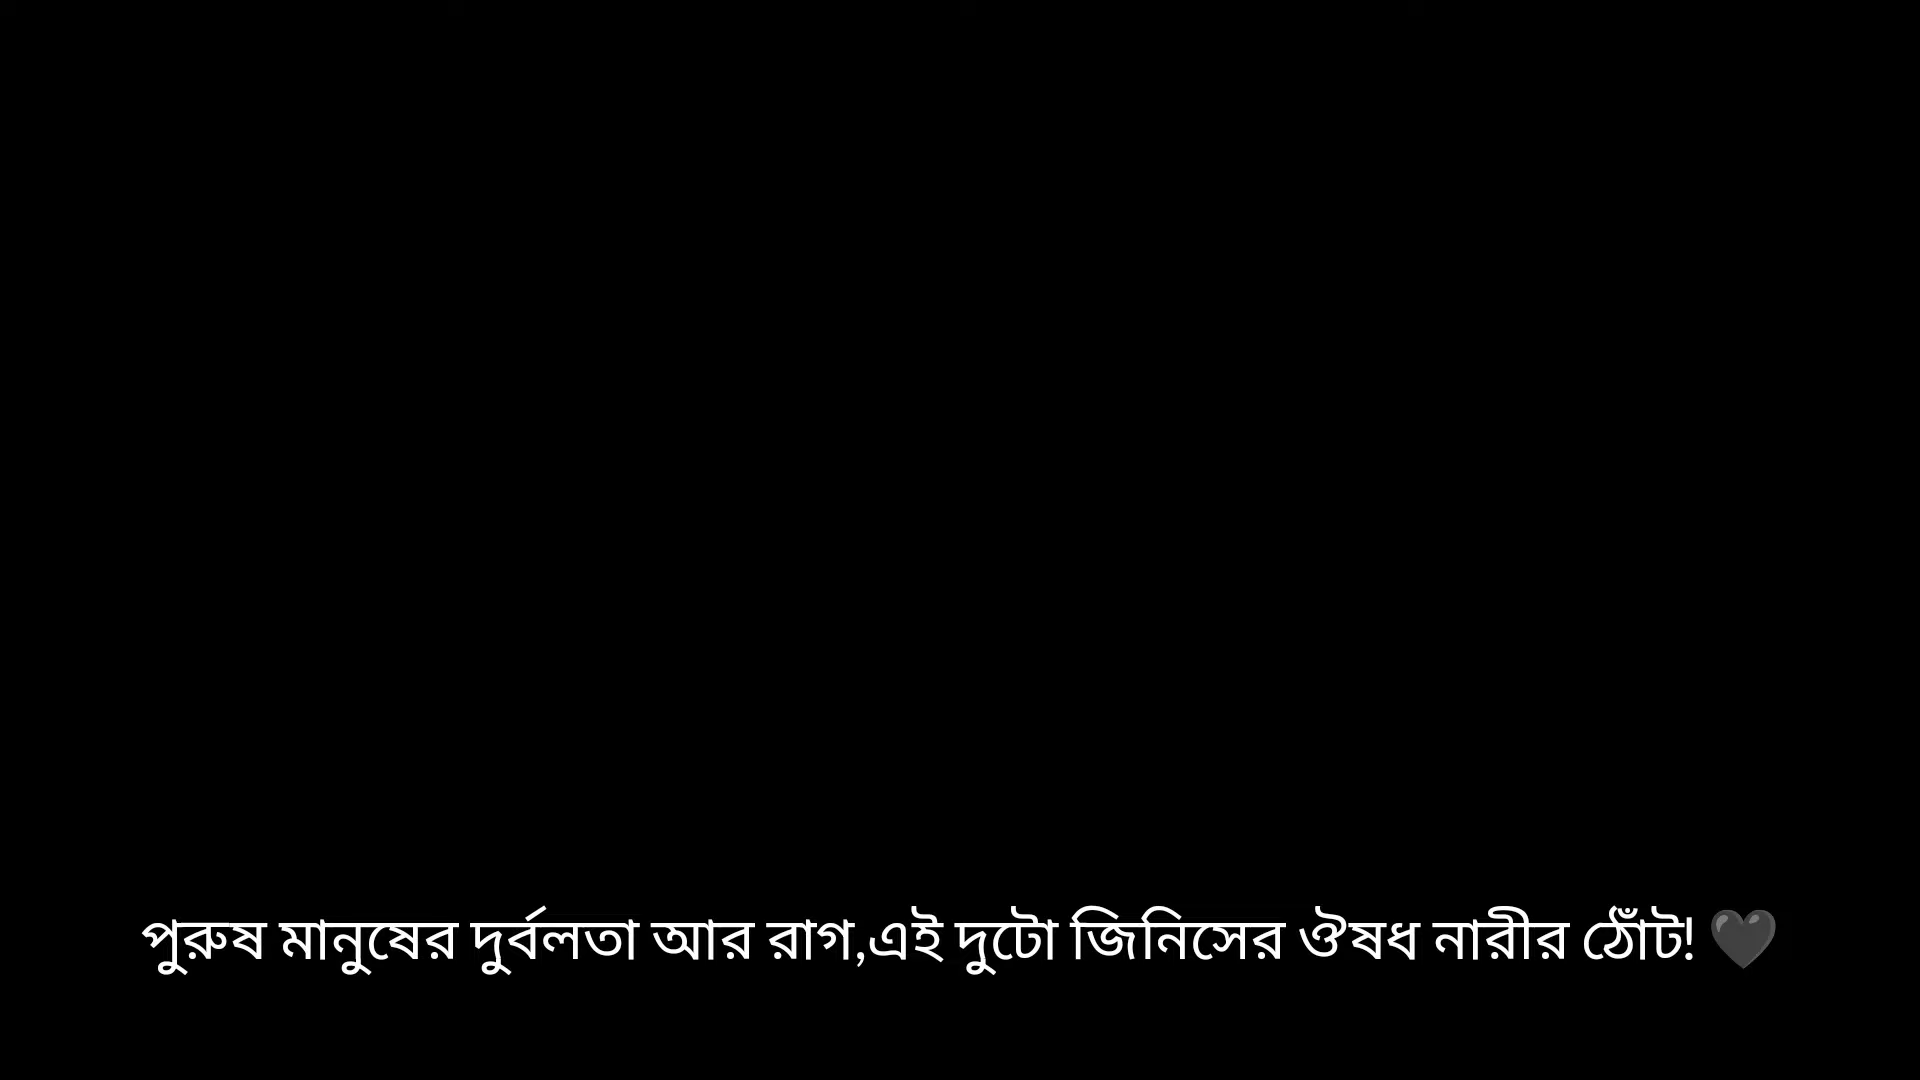 পুরুষ মানুষের দুর্বলতা আর রাগ,এই দুটো জিনিসের ঔষধ নারীর ঠোঁট! 🖤